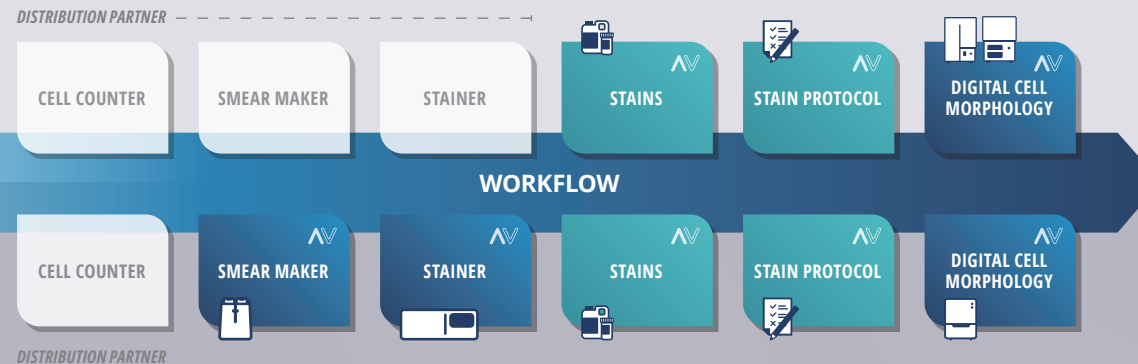 DISTRIBUTION PARTNER
CELL COUNTER
SMEAR MAKER
STAINER
STAINS
STAIN PROTOCOL
DIGITAL CELL
MORPHOLOGY
WORKFLOW
CELL COUNTER
SMEAR MAKER
STAINER
STAINS
STAIN PROTOCOL
DIGITAL CELL
MORPHOLOGY
DISTRIBUTION PARTNER